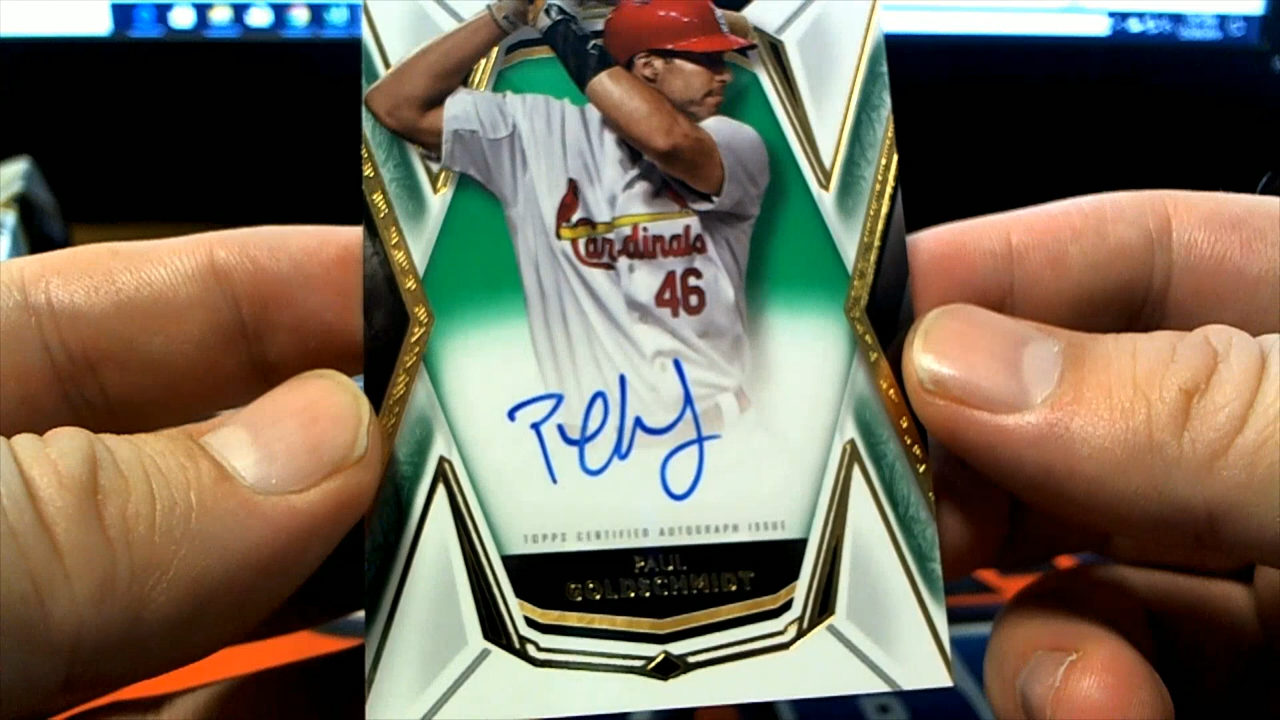 Cardinals
46
TOPPS CERTIFIED AUTOGRAPH ISSUE
PAUL
GOLDSCHMIDT